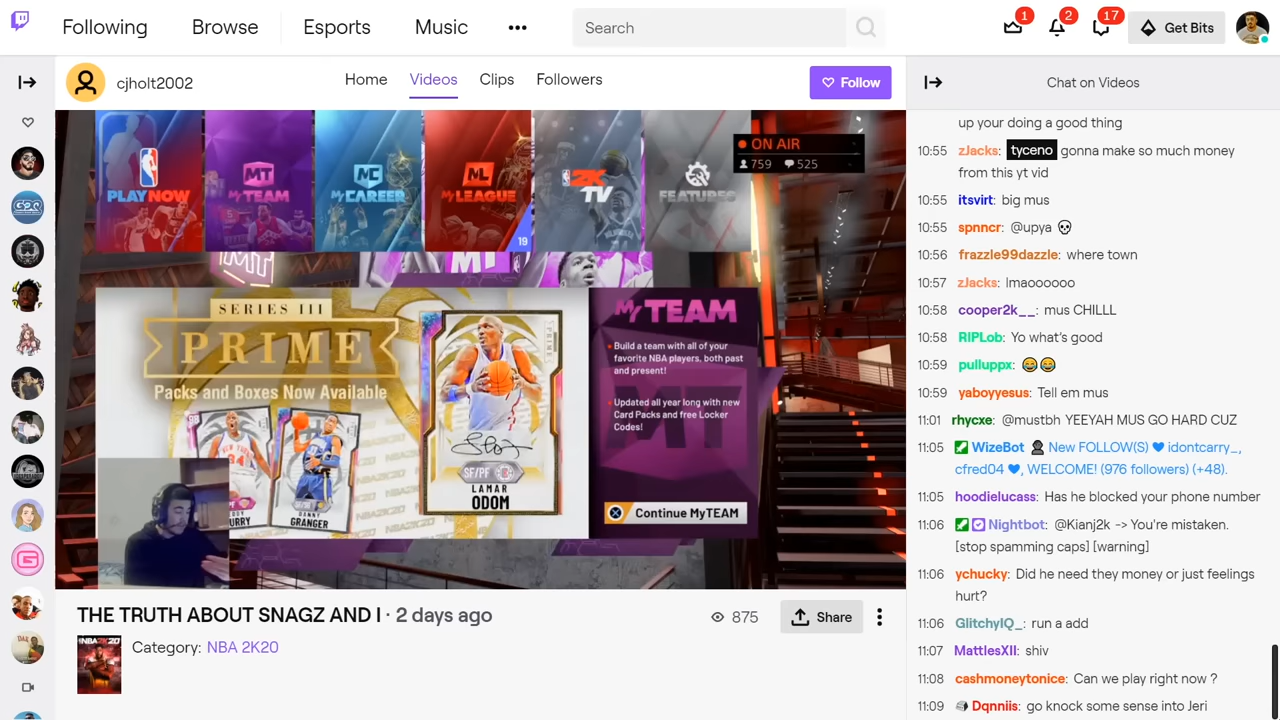 Following
Browse
Esports
Music
Search
1
2
17
Get Bits
cjholt2002
Home
Videos
Clips
Followers
Follow
Chat on Videos
PLAYNOW
MT
MYTEAM
MC
MYCAREER
ML
MYLEAGUE
19
2K
TV
FEATURES
ON AIR
759
525
SERIES III
PRIME
Packs and Boxes Now Available
PRIME
SF/PF
LAMAR
ODOM
DANNY
GRANGER
MY TEAM
• Build a team with all of your
favorite NBA players, both past
and present!
• Updated all year long with new
Card Packs and free Locker
Codes!
Continue MyTEAM
THE TRUTH ABOUT SNAGZ AND I · 2 days ago
875
Share
NBA 2K20
Category: NBA 2K20
up your doing a good thing
10:55 zJacks: tyceno gonna make so much money
from this yt vid
10:55 itsvirt: big mus
10:55 spnncr: @upya 💀
10:56 frazzle99dazzle: where town
10:57 zJacks: lmaooooo
10:58 cooper2k__: mus CHILLL
10:58 RIPLob: Yo what's good
10:59 pulluppx: 😂😂
10:59 yaboyyesus: Tell em mus
11:01 rhycxe: @mustbh YEEYAH MUS GO HARD CUZ
11:05 WizeBot New FOLLOW(S) ♥ idontcarry_,
cfred04 ♥, WELCOME! (976 followers) (+48).
11:05 hoodielucass: Has he blocked your phone number
11:06 Nightbot: @Kianj2k -> You're mistaken.
[stop spamming caps] [warning]
11:06 ychucky: Did he need they money or just feelings
hurt?
11:06 GlitchyIQ_: run a add
11:07 MattlesXII: shiv
11:08 cashmoneytonice: Can we play right now ?
11:09 Dqnniis: go knock some sense into Jeri